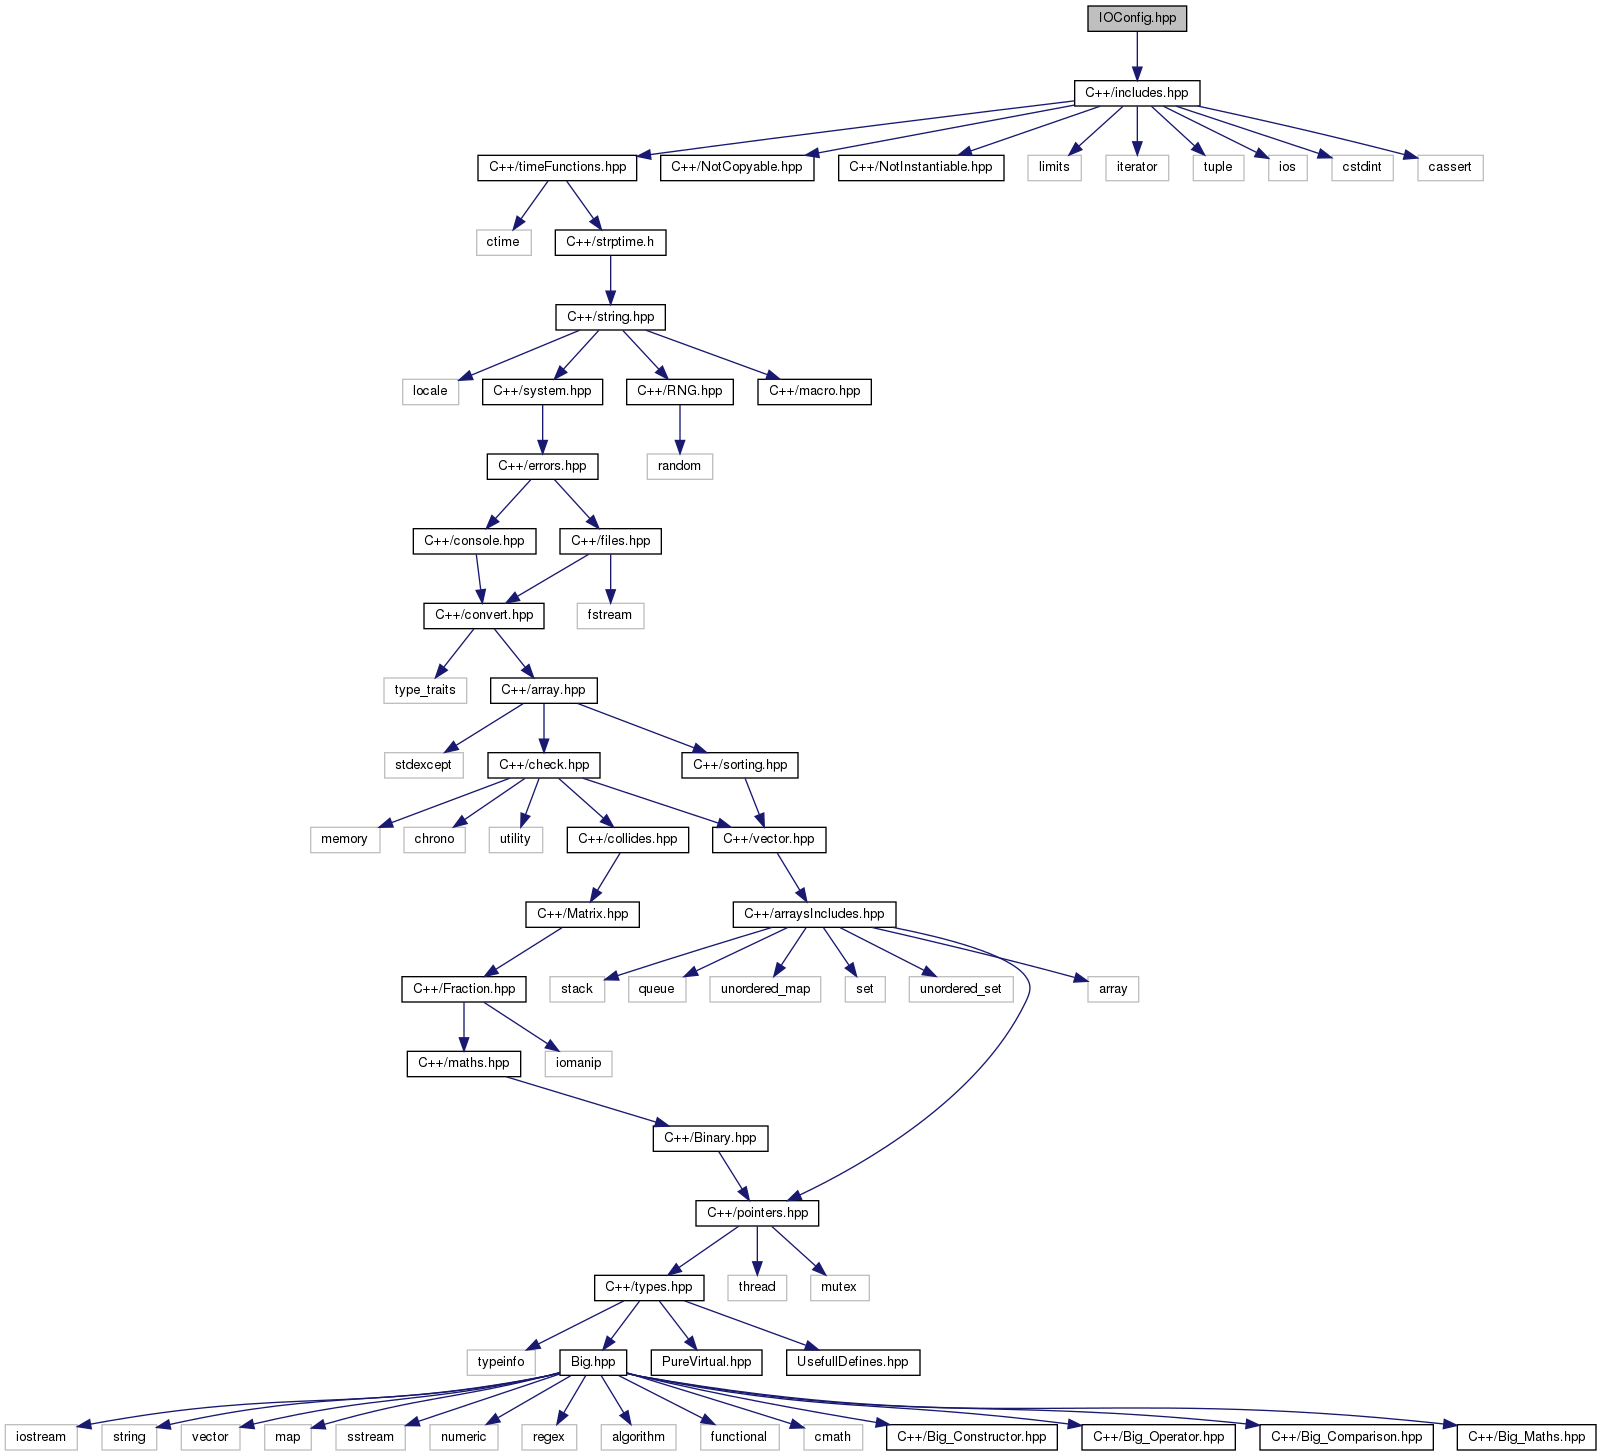 IOConfig.hpp
C++/includes.hpp
C++/timeFunctions.hpp
C++/NotCopyable.hpp
C++/NotInstantiable.hpp
limits
iterator
tuple
ios
cstdint
cassert
ctime
C++/strptime.h
C++/string.hpp
locale
C++/system.hpp
C++/RNG.hpp
C++/macro.hpp
C++/errors.hpp
random
C++/console.hpp
C++/files.hpp
C++/convert.hpp
fstream
type_traits
C++/array.hpp
stdexcept
C++/check.hpp
C++/sorting.hpp
memory
chrono
utility
C++/collides.hpp
C++/vector.hpp
C++/Matrix.hpp
C++/arraysIncludes.hpp
C++/Fraction.hpp
stack
queue
unordered_map
set
unordered_set
array
C++/maths.hpp
iomanip
C++/Binary.hpp
C++/pointers.hpp
C++/types.hpp
thread
mutex
typeinfo
Big.hpp
PureVirtual.hpp
UsefullDefines.hpp
iostream
string
vector
map
sstream
numeric
regex
algorithm
functional
cmath
C++/Big_Constructor.hpp
C++/Big_Operator.hpp
C++/Big_Comparison.hpp
C++/Big_Maths.hpp